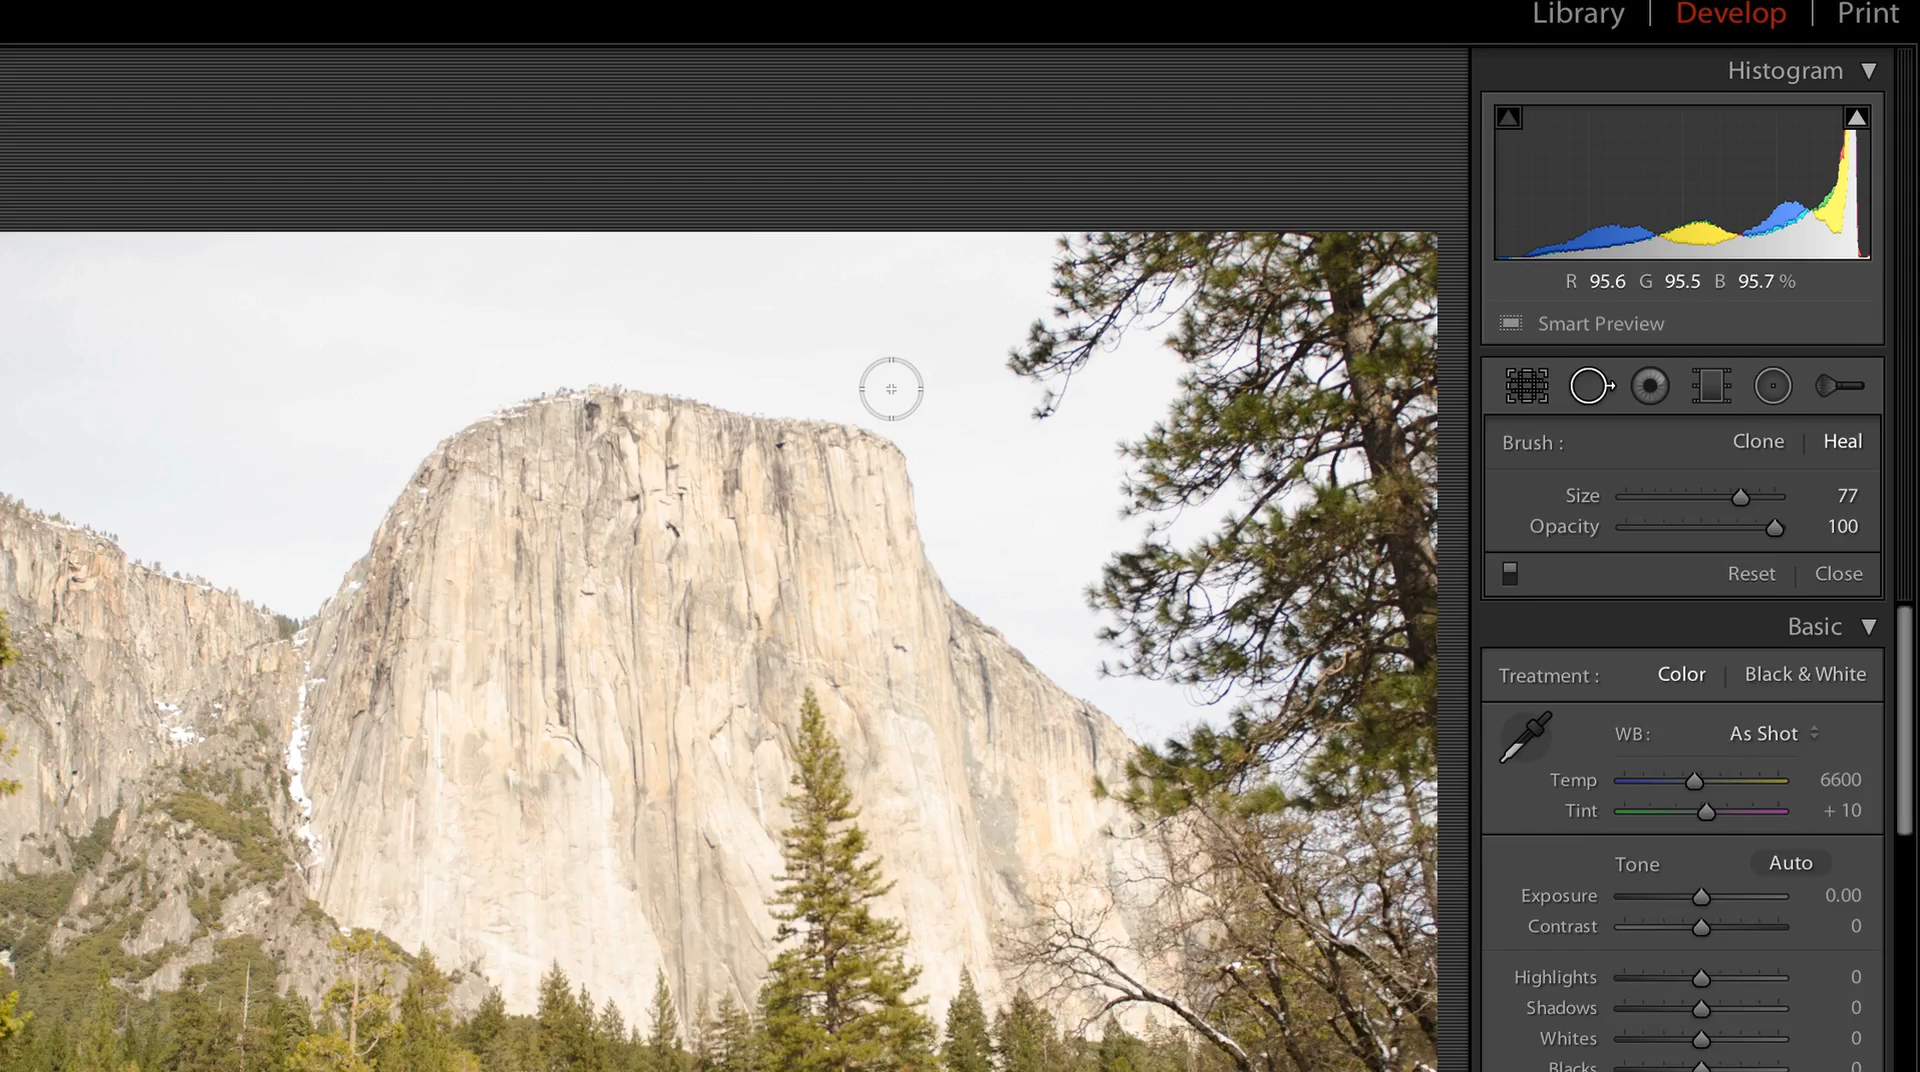 Library | Develop | Print
Histogram
R 95.6 G 95.5 B 95.7 %
Smart Preview
Brush : Clone | Heal
Size 77
Opacity 100
Reset | Close
Basic
Treatment : Color | Black & White
WB: As Shot
Temp 6600
Tint + 10
Tone Auto
Exposure 0.00
Contrast 0
Highlights 0
Shadows 0
Whites 0
Blacks 0